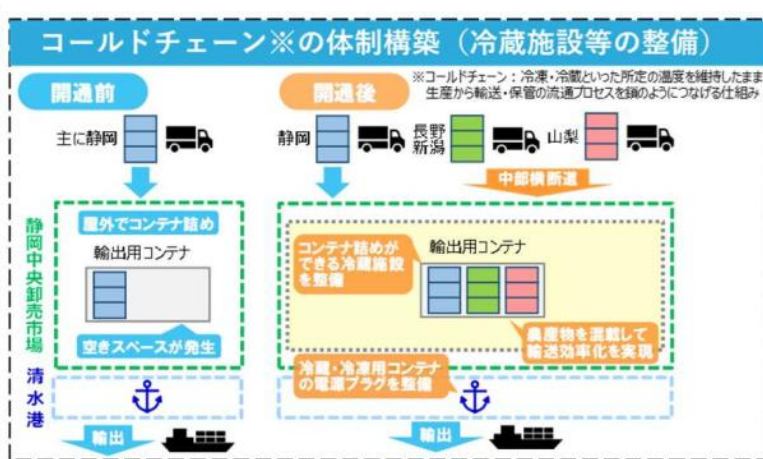 コールドチェーン※の体制構築（冷蔵施設等の整備）
開通前
開通後
※コールドチェーン：冷凍・冷蔵といった所定の温度を維持したまま
生産から輸送・保管の流通プロセスを鎖のようにつなげる仕組み
主に静岡
静岡
長野
新潟
山梨
中部横断道
静岡中央卸売市場
屋外でコンテナ詰め
輸出用コンテナ
空きスペースが発生
コンテナ詰めが
できる冷蔵施設
を整備
輸出用コンテナ
農産物を混載して
輸送効率化を実現
冷蔵・冷凍用コンテナ
の電源プラグを整備
清水港
輸出
輸出